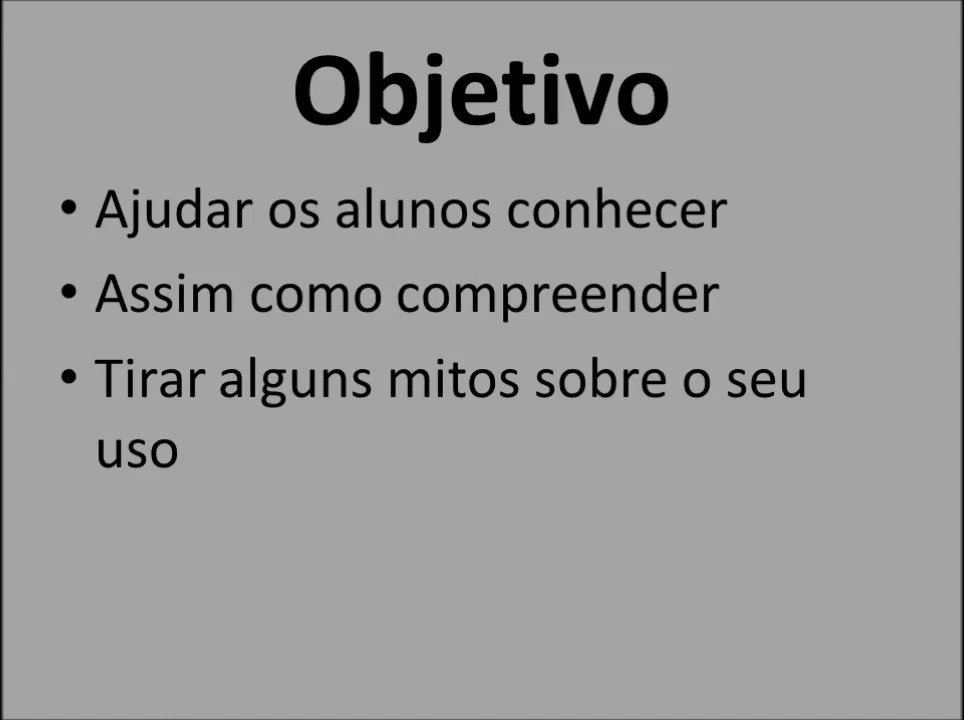 Objetivo
• Ajudar os alunos conhecer
• Assim como compreender
• Tirar alguns mitos sobre o seu
uso